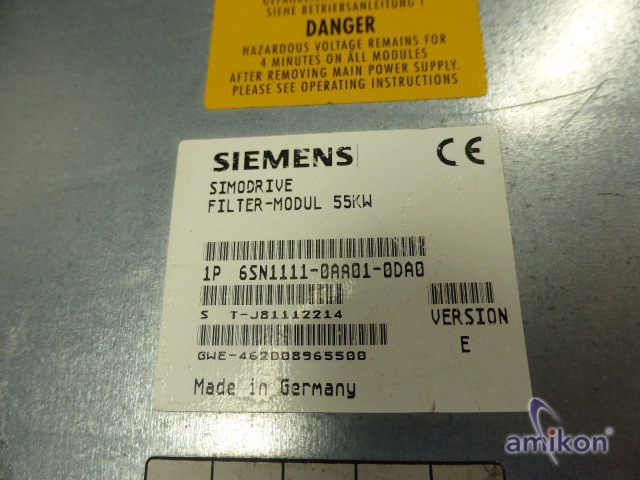 SIEHE BETRIEBSANLEITUNG !
DANGER
HAZARDOUS VOLTAGE REMAINS FOR
4 MINUTES ON ALL MODULES
AFTER REMOVING MAIN POWER SUPPLY.
PLEASE SEE OPERATING INSTRUCTIONS
SIEMENS CE
SIMODRIVE
FILTER-MODUL 55KW
1P 6SN1111-0AA01-0DA0
S T-J81112214
VERSION
E
GWE-462008965500
Made in Germany
amikon